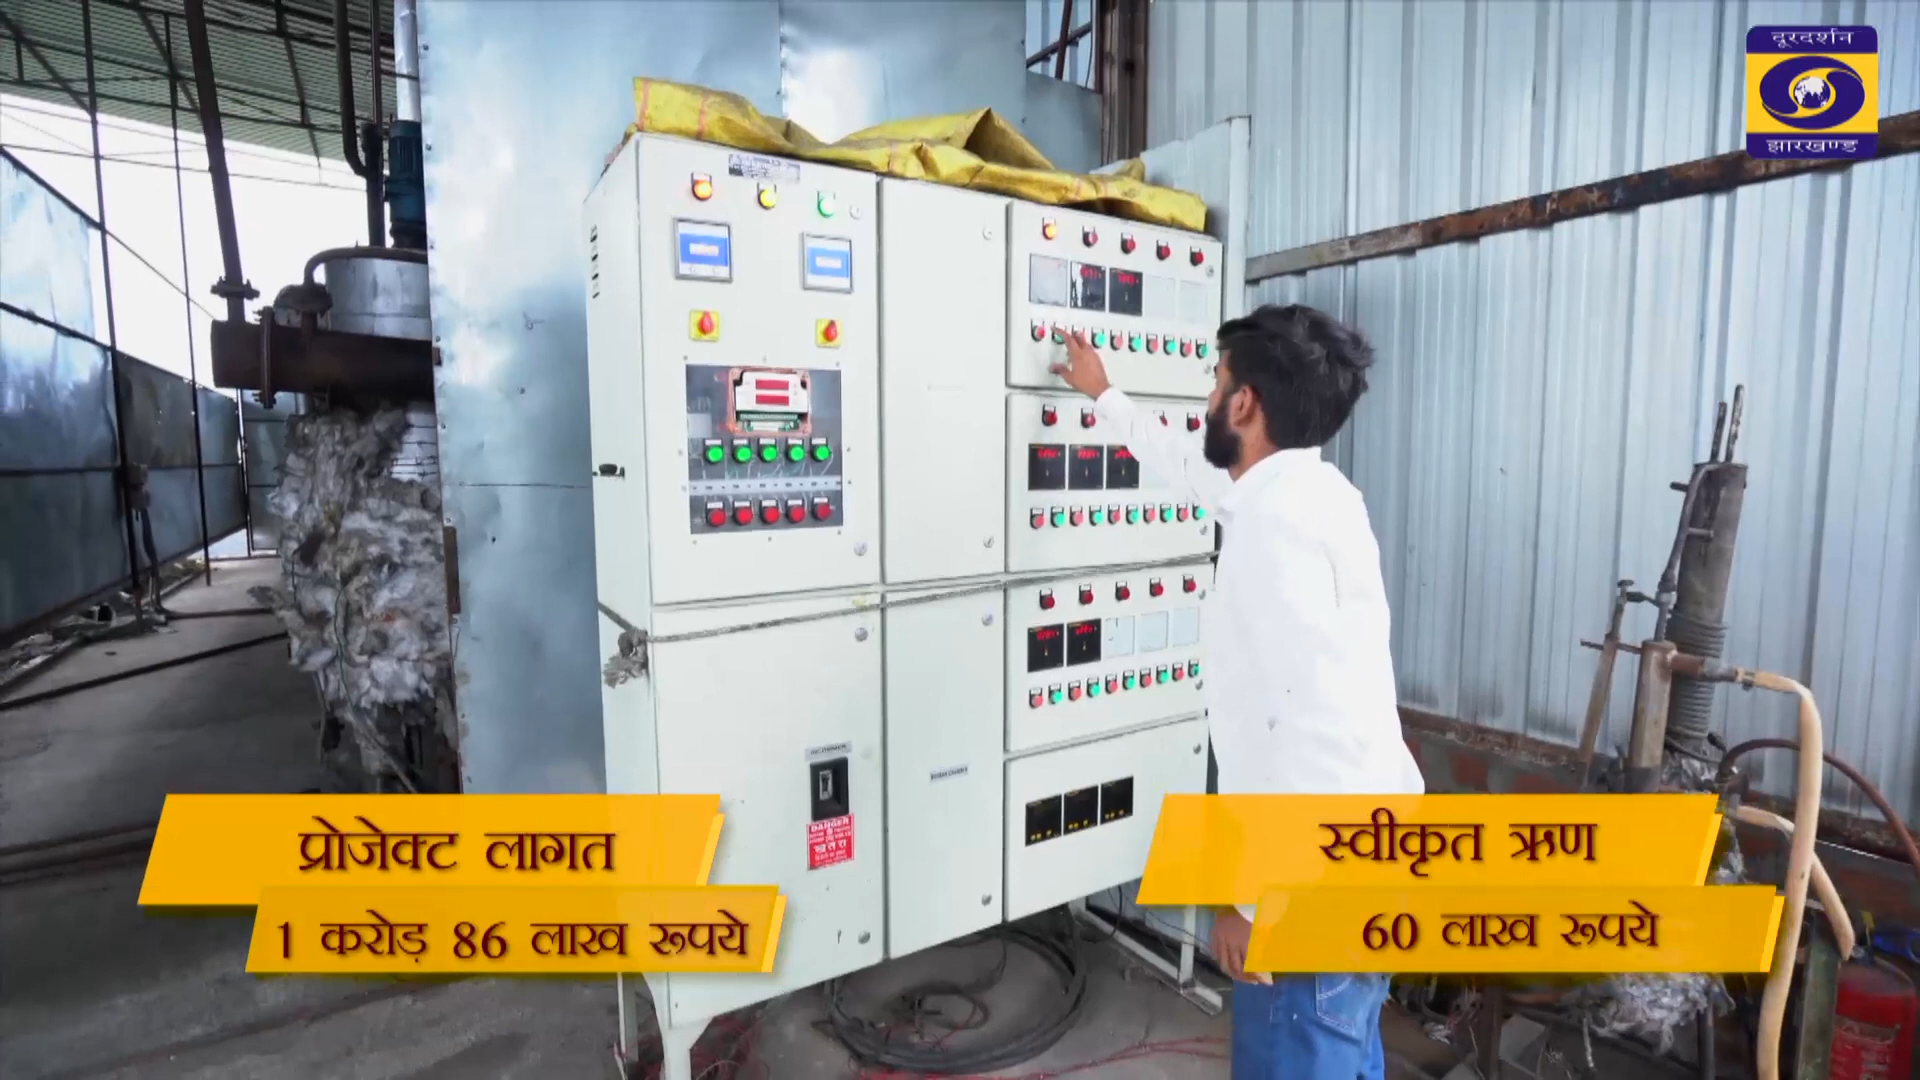 दूरदर्शन
झारखण्ड
प्रोजेक्ट लागत
1 करोड़ 86 लाख रूपये
स्वीकृत ऋण
60 लाख रूपये
DANGER
खतरा